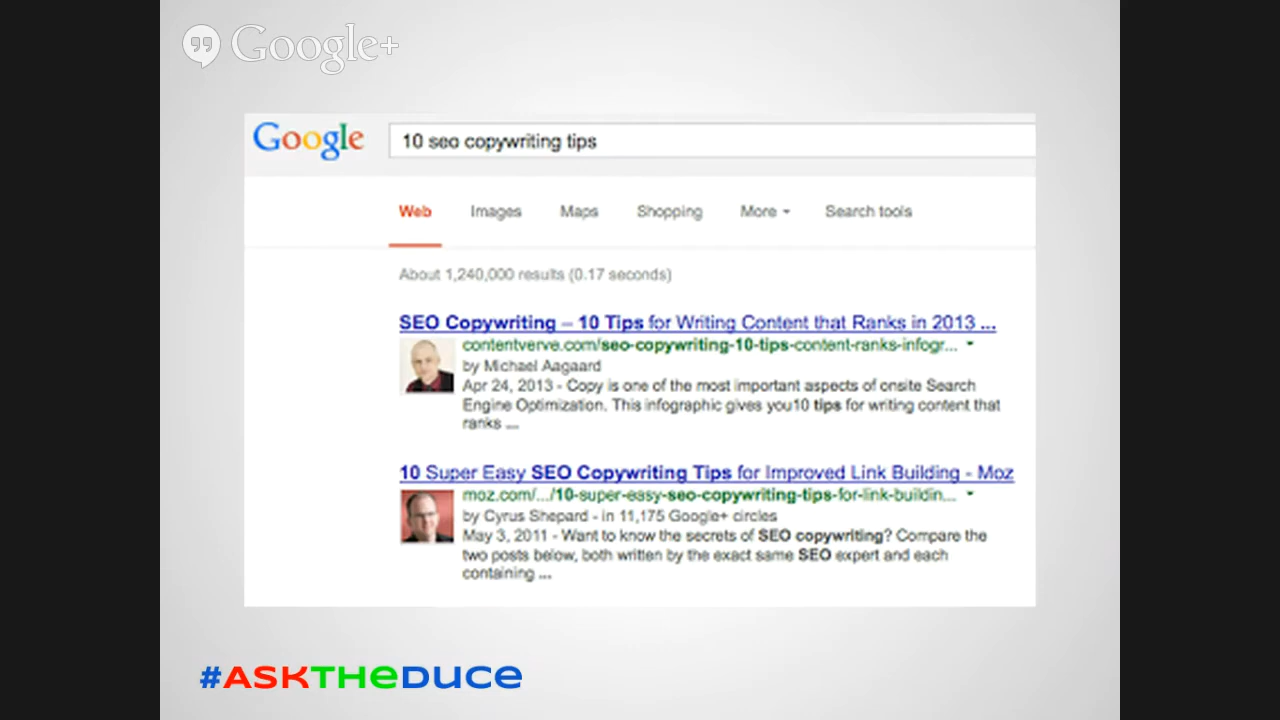 Google+
Google 10 seo copywriting tips
Web Images Maps Shopping More Search tools
About 1,240,000 results (0.17 seconds)
SEO Copywriting – 10 Tips for Writing Content that Ranks in 2013 ...
contentverve.com/seo-copywriting-10-tips-content-ranks-infogr...
by Michael Aagaard
Apr 24, 2013 - Copy is one of the most important aspects of onsite Search
Engine Optimization. This infographic gives you10 tips for writing content that
ranks ...
10 Super Easy SEO Copywriting Tips for Improved Link Building - Moz
moz.com/.../10-super-easy-seo-copywriting-tips-for-link-buildin...
by Cyrus Shepard - in 11,175 Google+ circles
May 3, 2011 - Want to know the secrets of SEO copywriting? Compare the
two posts below, both written by the exact same SEO expert and each
containing ...
#ASKTHEDUCE